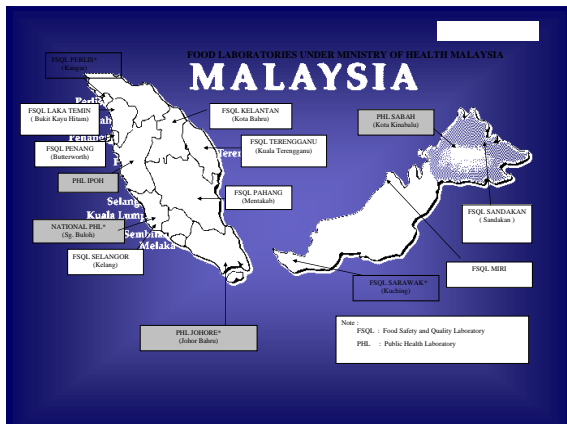 FOOD LABORATORIES UNDER MINISTRY OF HEALTH MALAYSIA
MALAYSIA
FSQL PERLIS*
(Kangar)
FSQL LAKA TEMIN
( Bukit Kayu Hitam)
FSQL PENANG
(Butterworth)
PHL IPOH
NATIONAL PHL*
(Sg. Buloh)
FSQL SELANGOR
(Kelang)
FSQL KELANTAN
(Kota Bahru)
FSQL TERENGGANU
(Kuala Terengganu)
FSQL PAHANG
(Mentakab)
PHL JOHORE*
(Johor Bahru)
PHL SABAH
(Kota Kinabalu)
FSQL SANDAKAN
(Sandakan )
FSQL MIRI
FSQL SARAWAK*
(Kuching)
Selang
Kuala Lump
Sembila
Melaka
Note :
FSQL : Food Safety and Quality Laboratory
PHL : Public Health Laboratory